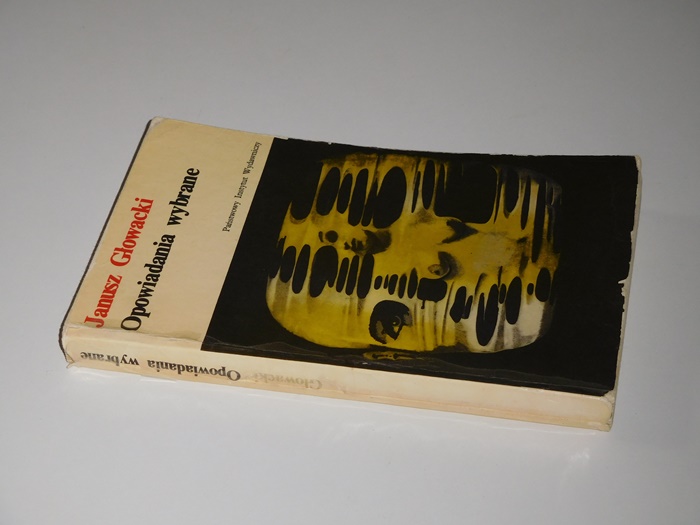 Janusz Głowacki
Opowiadania wybrane
Państwowy Instytut Wydawniczy
Głowacki Opowiadania wybrane